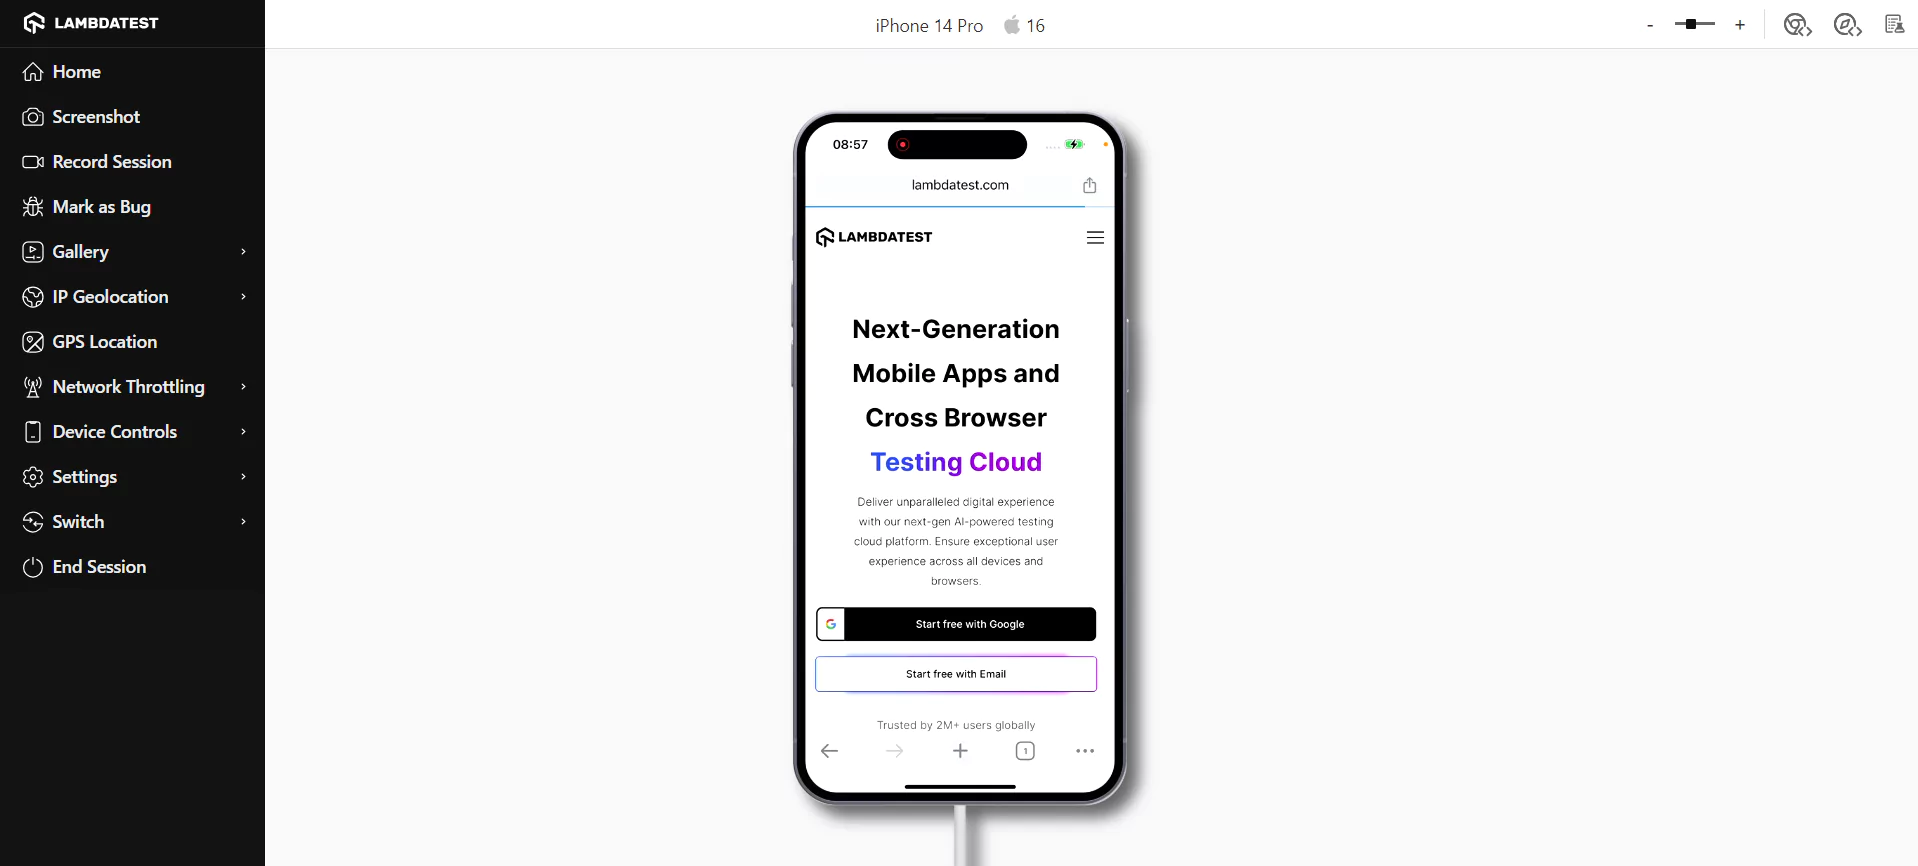 LAMBDATEST
iPhone 14 Pro 16
- +
Home
Screenshot
Record Session
Mark as Bug
Gallery
IP Geolocation
GPS Location
Network Throttling
Device Controls
Settings
Switch
End Session
08:57
lambdatest.com
LAMBDATEST
Next-Generation
Mobile Apps and
Cross Browser
Testing Cloud
Deliver unparalleled digital experience
with our next-gen AI-powered testing
cloud platform. Ensure exceptional user
experience across all devices and
browsers.
G Start free with Google
Start free with Email
Trusted by 2M+ users globally
1